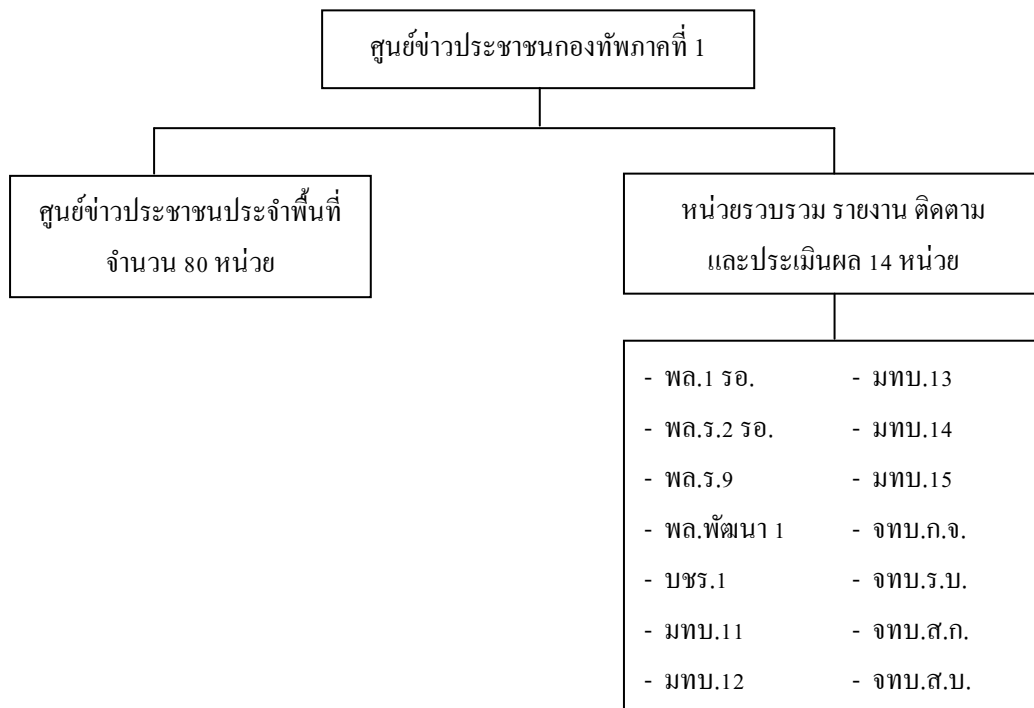 ศูนย์ข่าวประชาชนกองทัพภาคที่ 1
ศูนย์ข่าวประชาชนประจำพื้นที่
จำนวน 80 หน่วย
หน่วยรวบรวม รายงาน ติดตาม
และประเมินผล 14 หน่วย
- พล.1 รอ.
- พล.ร.2 รอ.
- พล.ร.9
- พล.พัฒนา 1
- บชร.1
- มทบ.11
- มทบ.12
- มทบ.13
- มทบ.14
- มทบ.15
- จทบ.ก.จ.
- จทบ.ร.บ.
- จทบ.ส.ก.
- จทบ.ส.บ.